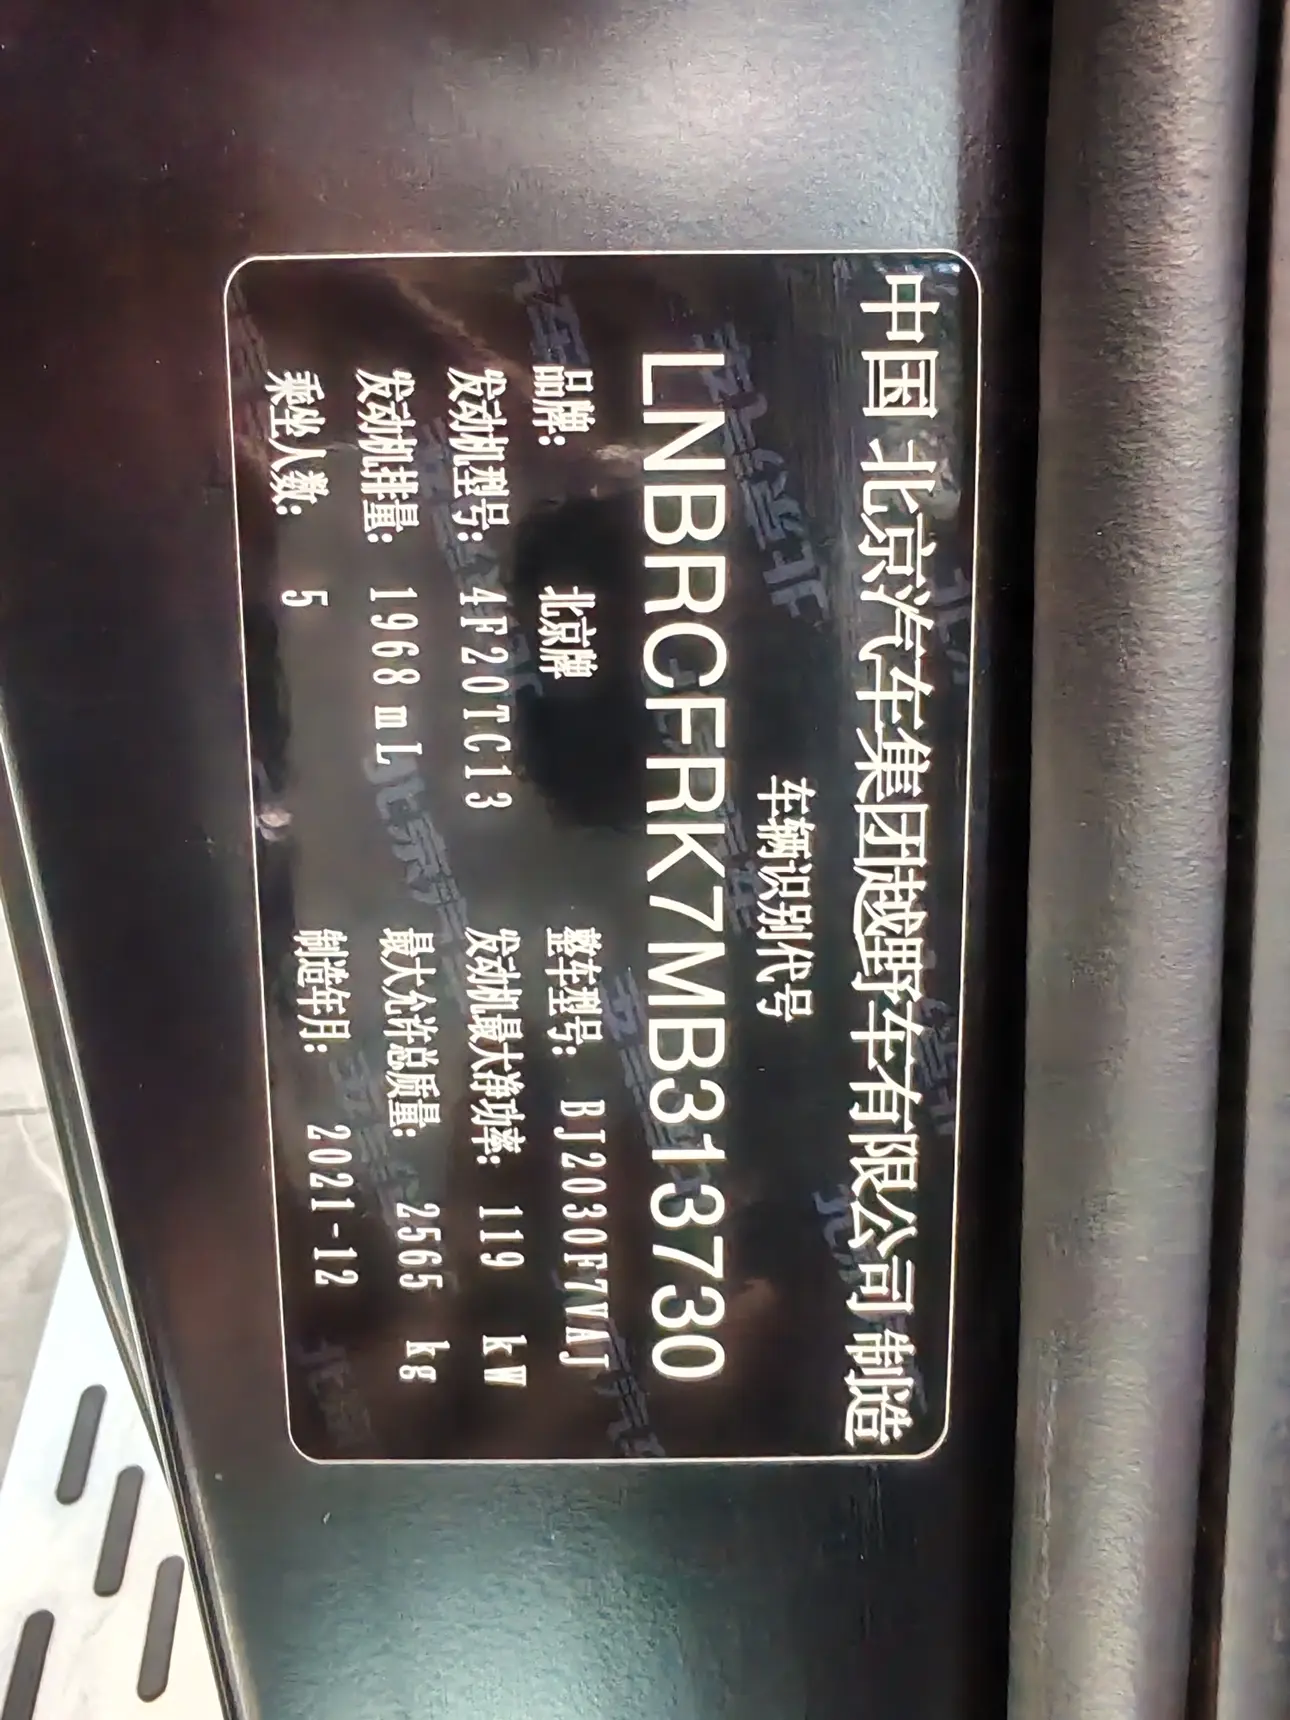 中国 北京汽车集团越野车有限公司 制造
车辆识别代号
LNBRCFRK7MB313730
品牌: 北京牌 整车型号: BJ2030F7VAJ
发动机型号: 4F20TC13 发动机最大净功率: 119 kW
发动机排量: 1968 mL 最大允许总质量: 2565 kg
乘坐人数: 5 制造年月: 2021-12